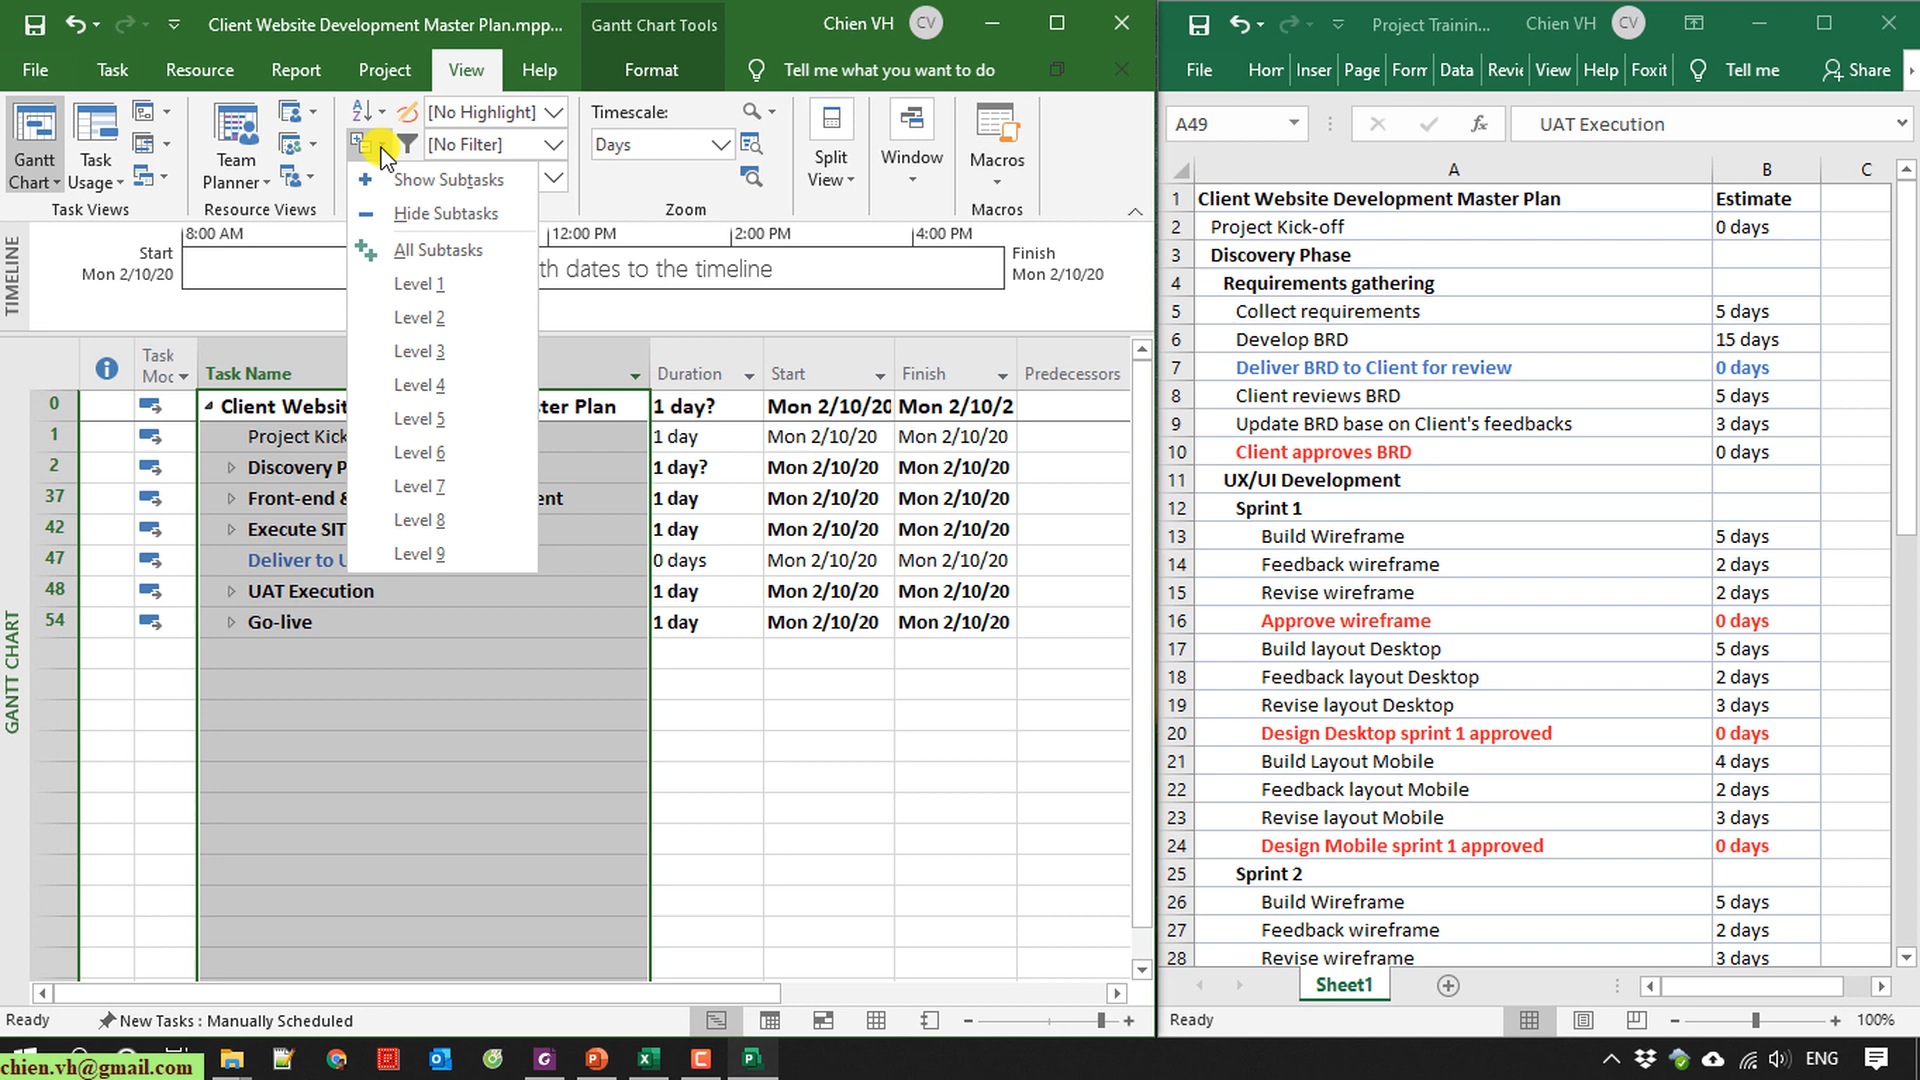 Client Website Development Master Plan.mpp...
Gantt Chart Tools
Chien VH
CV
File
Task
Resource
Report
Project
View
Help
Format
Tell me what you want to do
Gantt
Chart
Task
Usage
Task Views
Team
Planner
Resource Views
[No Highlight]
[No Filter]
Timescale:
Days
Zoom
Split
View
Window
Macros
Macros
Show Subtasks
Hide Subtasks
All Subtasks
Level 1
Level 2
Level 3
Level 4
Level 5
Level 6
Level 7
Level 8
Level 9
TIMELINE
Start
Mon 2/10/20
8:00 AM
12:00 PM
2:00 PM
4:00 PM
th dates to the timeline
Finish
Mon 2/10/20
GANTT CHART
Task
Mod
Task Name
Duration
Start
Finish
Predecessors
0 Client Websit ter Plan 1 day? Mon 2/10/20 Mon 2/10/2
1 Project Kick 1 day Mon 2/10/20 Mon 2/10/20
2 Discovery P 1 day? Mon 2/10/20 Mon 2/10/20
37 Front-end & ent 1 day Mon 2/10/20 Mon 2/10/20
42 Execute SIT 1 day Mon 2/10/20 Mon 2/10/20
47 Deliver to U 0 days Mon 2/10/20 Mon 2/10/20
48 UAT Execution 1 day Mon 2/10/20 Mon 2/10/20
54 Go-live 1 day Mon 2/10/20 Mon 2/10/20
Ready
New Tasks : Manually Scheduled
Project Trainin...
Chien VH
CV
File
Hom
Inser
Page
Form
Data
Revie
View
Help
Foxit
Tell me
Share
A49
fx
UAT Execution
A
B
C
1 Client Website Development Master Plan Estimate
2 Project Kick-off 0 days
3 Discovery Phase
4 Requirements gathering
5 Collect requirements 5 days
6 Develop BRD 15 days
7 Deliver BRD to Client for review 0 days
8 Client reviews BRD 5 days
9 Update BRD base on Client's feedbacks 3 days
10 Client approves BRD 0 days
11 UX/UI Development
12 Sprint 1
13 Build Wireframe 5 days
14 Feedback wireframe 2 days
15 Revise wireframe 2 days
16 Approve wireframe 0 days
17 Build layout Desktop 5 days
18 Feedback layout Desktop 2 days
19 Revise layout Desktop 3 days
20 Design Desktop sprint 1 approved 0 days
21 Build Layout Mobile 4 days
22 Feedback layout Mobile 2 days
23 Revise layout Mobile 3 days
24 Design Mobile sprint 1 approved 0 days
25 Sprint 2
26 Build Wireframe 5 days
27 Feedback wireframe 2 days
28 Revise wireframe 3 days
Sheet1
Ready
100%
chien.vh@gmail.com
ENG